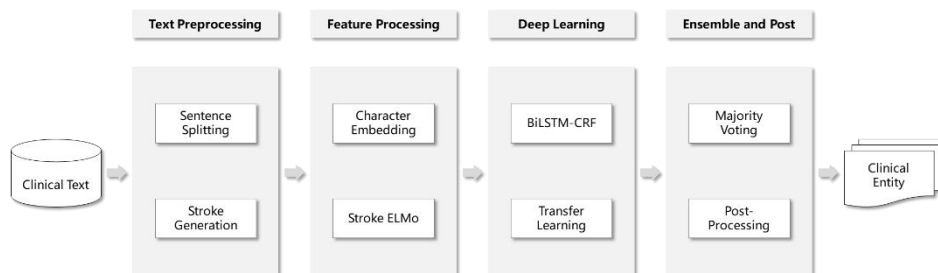 Text Preprocessing
Feature Processing
Deep Learning
Ensemble and Post
Clinical Text
Sentence
Splitting
Stroke
Generation
Character
Embedding
Stroke ELMo
BiLSTM-CRF
Transfer
Learning
Majority
Voting
Post-
Processing
Clinical
Entity